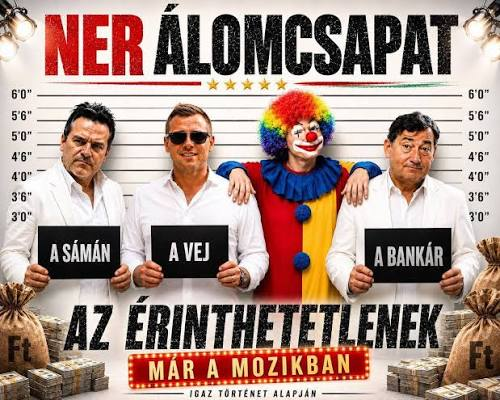 NER ÁLOMCSAPAT
6'0" 6'0"
5'6" 5'6"
5'0" 5'0"
4'6" 4'6"
4'0" 4'0"
3'6" 3'6"
3'0" 3'0"
A SÁMÁN
A VEJ
A BANKÁR
AZ ÉRINTHETETLENEK
Ft Ft
MÁR A MOZIKBAN
IGAZ TÖRTÉNET ALAPJÁN